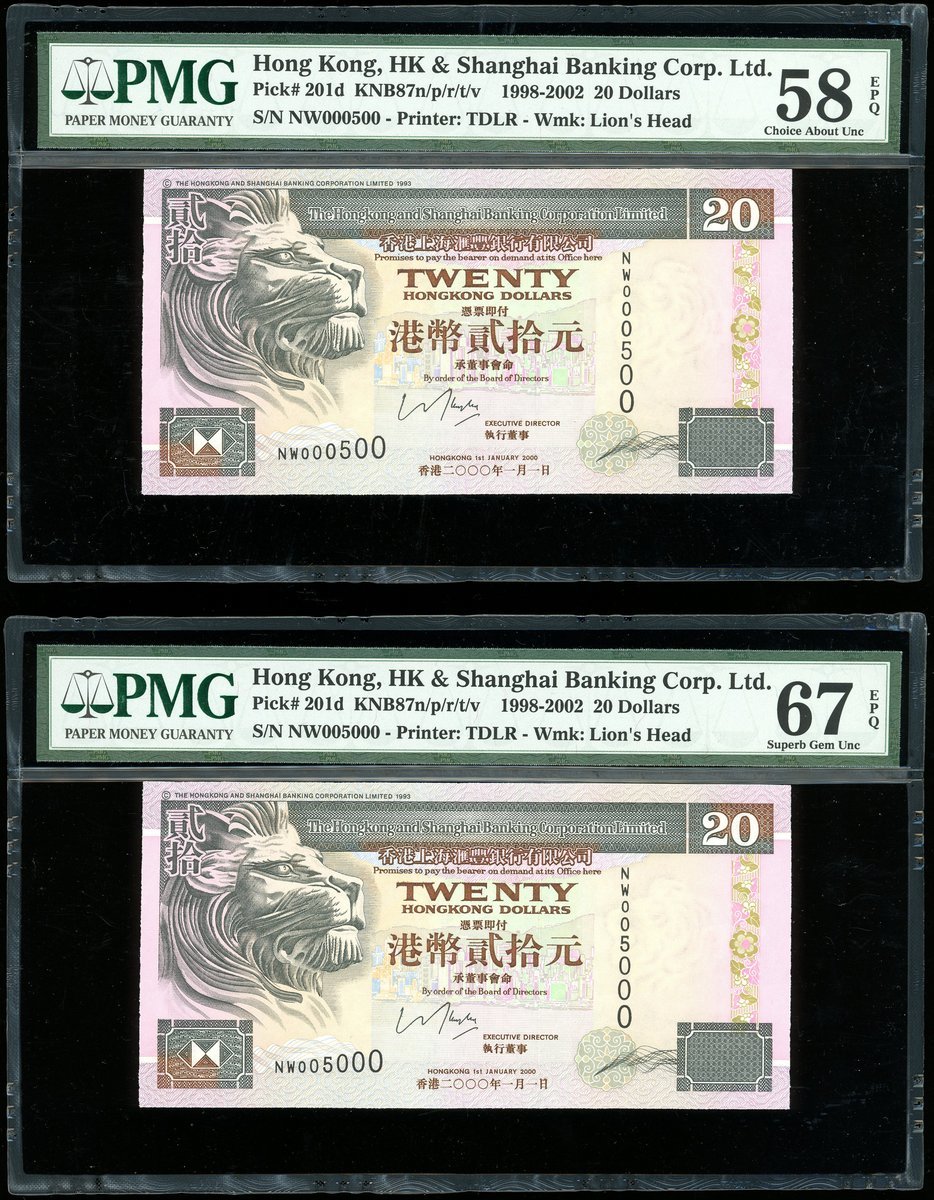 PMG
PAPER MONEY GUARANTY
Hong Kong, HK & Shanghai Banking Corp. Ltd.
Pick# 201d KNB87n/p/r/t/v 1998-2002 20 Dollars
S/N NW000500 - Printer: TDLR - Wmk: Lion's Head
58
EPQ
Choice About Unc
© THE HONGKONG AND SHANGHAI BANKING CORPORATION LIMITED 1993
貳拾
The Hongkong and Shanghai Banking Corporation Limited
20
香港上海滙豐銀行有限公司
Promises to pay the bearer on demand at its Office here
TWENTY
HONGKONG DOLLARS
憑票即付
港幣貳拾元
承董事會命
By order of the Board of Directors
NW000500
EXECUTIVE DIRECTOR
執行董事
NW000500
HONGKONG 1st JANUARY 2000
香港二〇〇〇年一月一日
PMG
PAPER MONEY GUARANTY
Hong Kong, HK & Shanghai Banking Corp. Ltd.
Pick# 201d KNB87n/p/r/t/v 1998-2002 20 Dollars
S/N NW005000 - Printer: TDLR - Wmk: Lion's Head
67
EPQ
Superb Gem Unc
© THE HONGKONG AND SHANGHAI BANKING CORPORATION LIMITED 1993
貳拾
The Hongkong and Shanghai Banking Corporation Limited
20
香港上海滙豐銀行有限公司
Promises to pay the bearer on demand at its Office here
TWENTY
HONGKONG DOLLARS
憑票即付
港幣貳拾元
承董事會命
By order of the Board of Directors
NW005000
EXECUTIVE DIRECTOR
執行董事
NW005000
HONGKONG 1st JANUARY 2000
香港二〇〇〇年一月一日